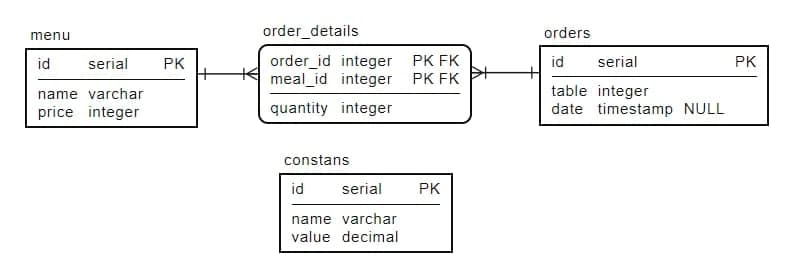 menu
id serial PK
name varchar
price integer
order_details
order_id integer PK FK
meal_id integer PK FK
quantity integer
orders
id serial PK
table integer
date timestamp NULL
constans
id serial PK
name varchar
value decimal